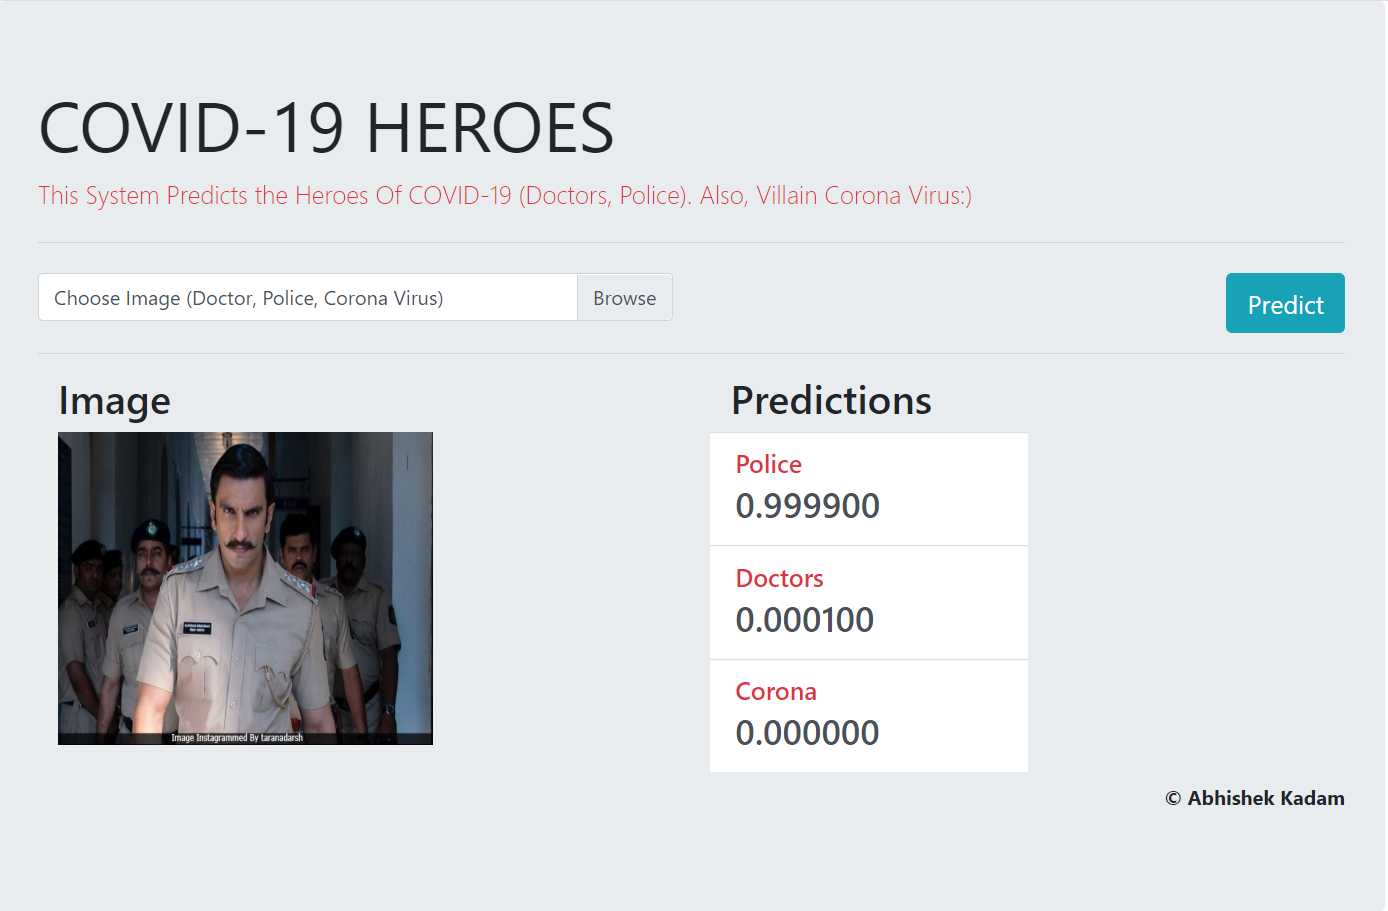 COVID-19 HEROES
This System Predicts the Heroes Of COVID-19 (Doctors, Police). Also, Villain Corona Virus:)
Choose Image (Doctor, Police, Corona Virus)
Browse
Predict
Image
Predictions
Image Instagrammed By taranadarsh
Police
0.999900
Doctors
0.000100
Corona
0.000000
© Abhishek Kadam